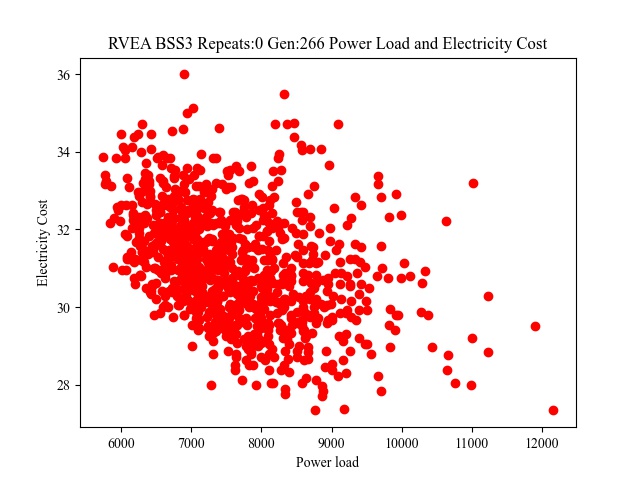 RVEA BSS3 Repeats:0 Gen:266 Power Load and Electricity Cost
36
34
32
30
28
Electricity Cost
6000 7000 8000 9000 10000 11000 12000
Power load